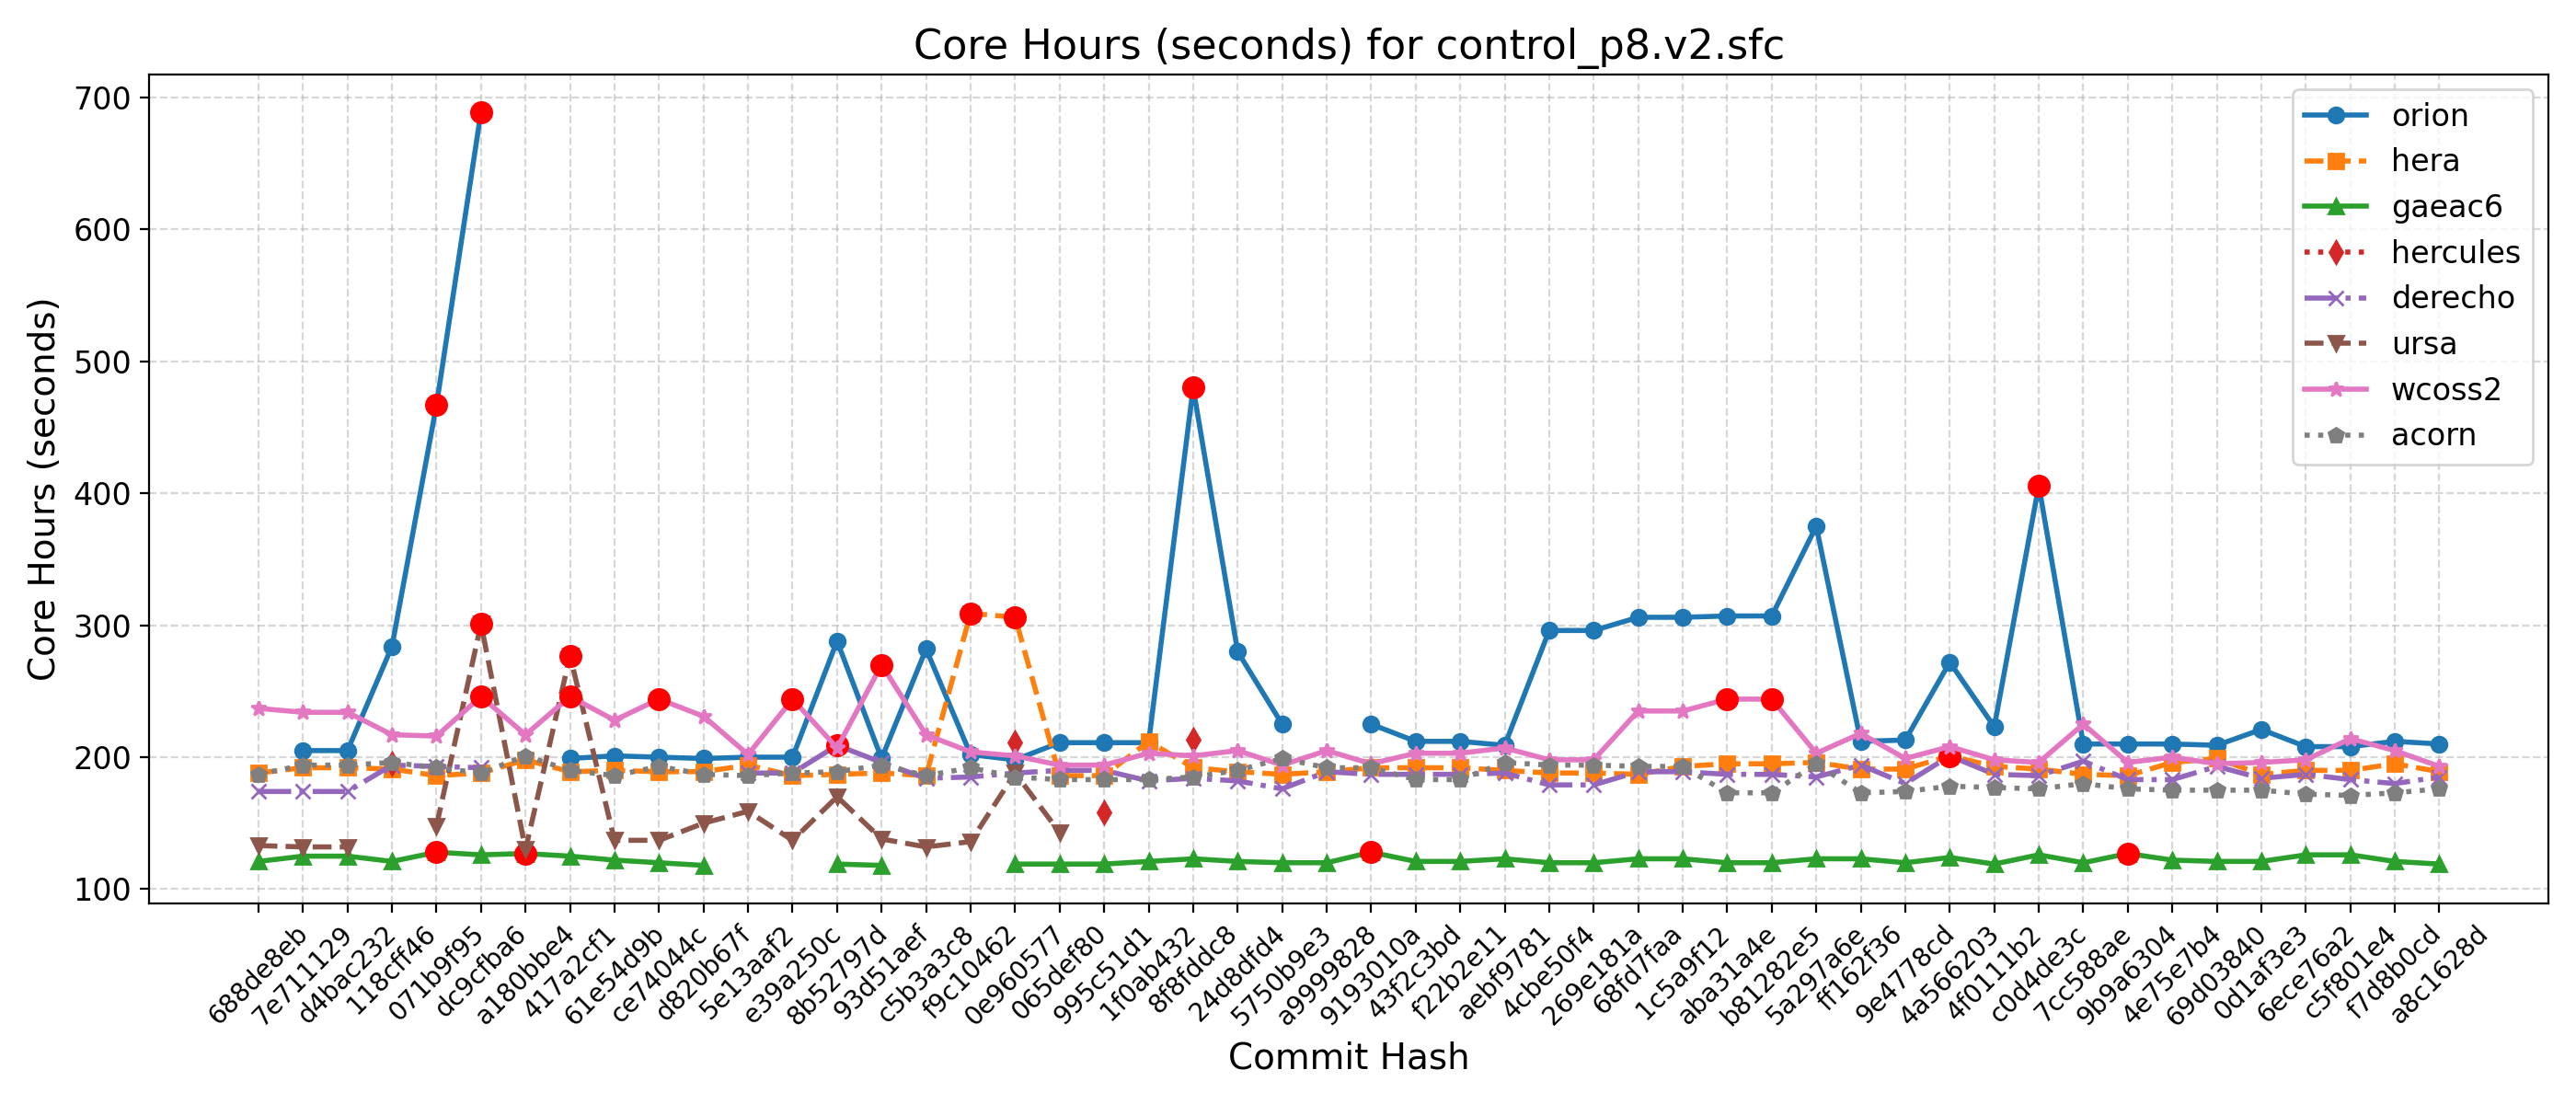 Core Hours (seconds) for control_p8.v2.sfc
Core Hours (seconds)
700
600
500
400
300
200
100
orion
hera
gaeac6
hercules
derecho
ursa
wcoss2
acorn
688de8eb
7e711129
d4bac232
118cff46
071b9f95
dc9cfba6
a180bbe4
417a2cf1
61e54d9b
ce74044c
d820b67f
5e13aaf2
e39a250c
8b52797d
93d51aef
c5b3a3c8
f9c10462
0e960577
065def80
995c51d1
1f0ab432
8f8fddc8
24d8dfd4
5750b9e3
a9999828
9193010a
43f2c3bd
f22b2e11
aebf9781
4cbe50f4
269e181a
68fd7faa
1c5a9f12
aba31a4e
b81282e5
5a297a6e
ff162f36
9e4778cd
4a566203
4f0111b2
c0d4de3c
7cc588ae
9b9a6304
4e75e7b4
69d03840
0d1af3e3
6ece76a2
c5f801e4
f7d8b0cd
a8c1628d
Commit Hash